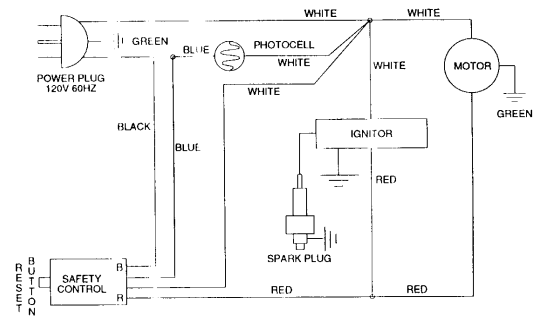 WHITE
WHITE
GREEN
BLUE
PHOTOCELL
WHITE
WHITE
WHITE
MOTOR
POWER PLUG
120V 60HZ
GREEN
BLACK
BLUE
IGNITOR
RED
SPARK PLUG
RESET
BUTTON
SAFETY
CONTROL
B
R
RED
RED